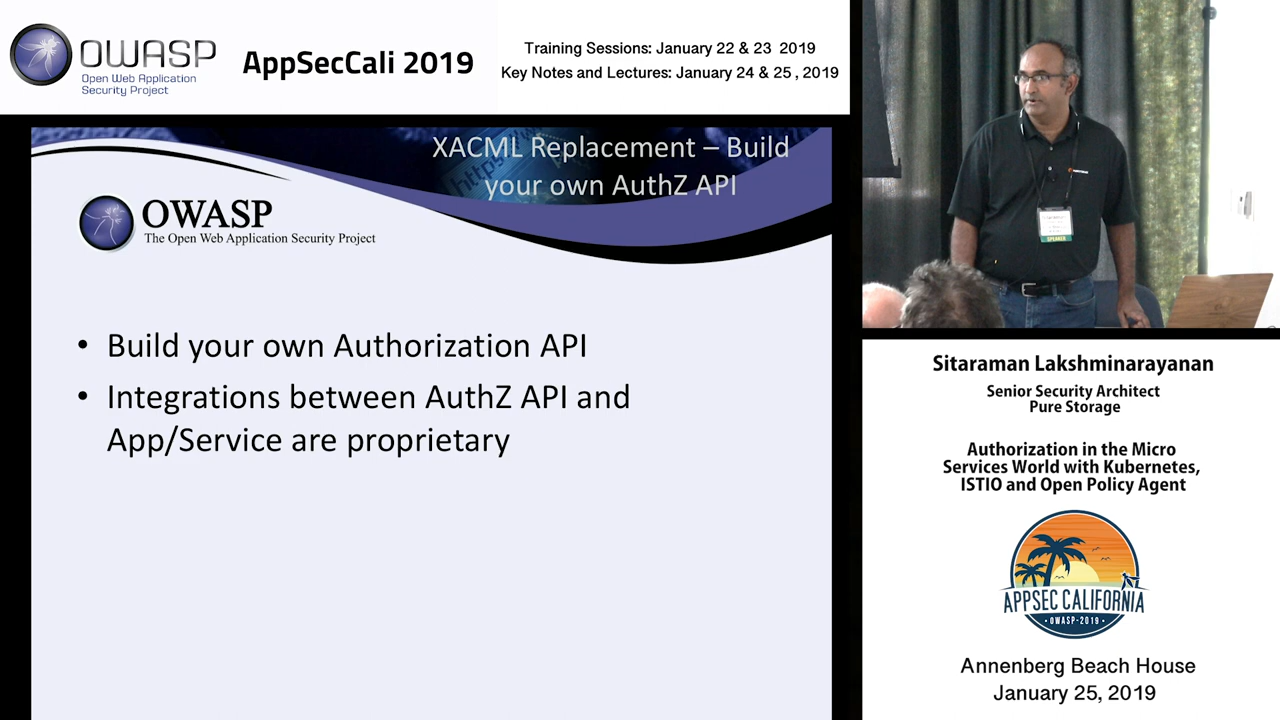 OWASP
Open Web Application
Security Project
AppSecCali 2019
Training Sessions: January 22 & 23 2019
Key Notes and Lectures: January 24 & 25 , 2019
XACML Replacement – Build
your own AuthZ API
OWASP
The Open Web Application Security Project
• Build your own Authorization API
• Integrations between AuthZ API and
App/Service are proprietary
SPEAKER
Sitaraman Lakshminarayanan
Senior Security Architect
Pure Storage
Authorization in the Micro
Services World with Kubernetes,
ISTIO and Open Policy Agent
APPSEC CALIFORNIA
• OWASP-2019 •
Annenberg Beach House
January 25, 2019